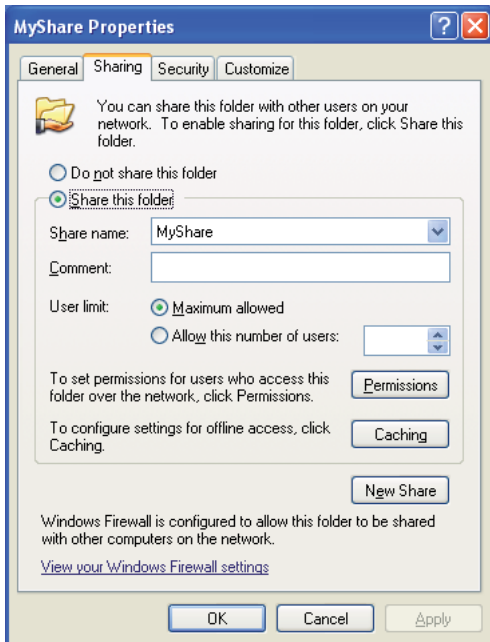 MyShare Properties
General Sharing Security Customize
You can share this folder with other users on your
network. To enable sharing for this folder, click Share this
folder.
Do not share this folder
Share this folder
Share name: MyShare
Comment:
User limit: Maximum allowed
Allow this number of users:
To set permissions for users who access this
folder over the network, click Permissions.
Permissions
To configure settings for offline access, click
Caching.
Caching
New Share
Windows Firewall is configured to allow this folder to be shared
with other computers on the network.
View your Windows Firewall settings
OK Cancel Apply